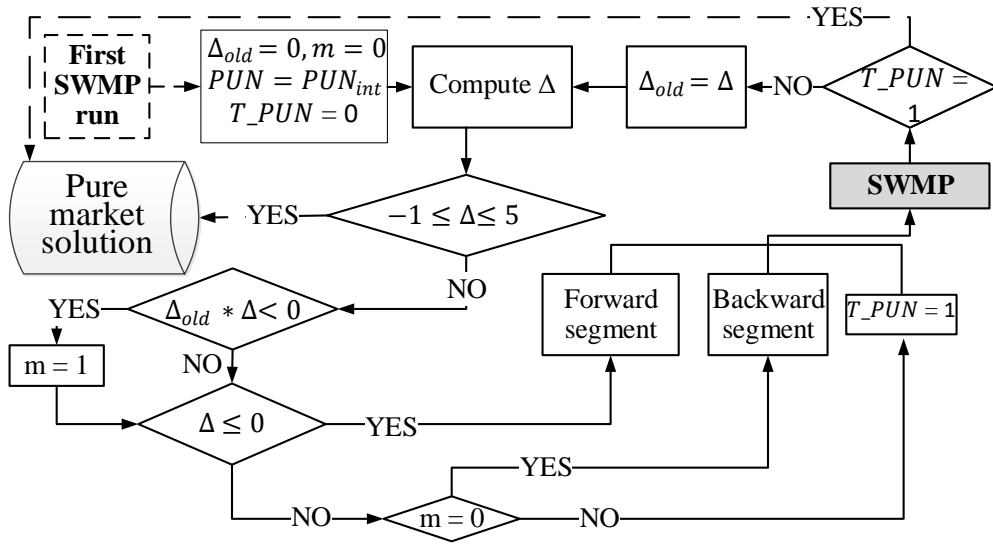 YES
First
SWMP
run
Δ_old = 0, m = 0
PUN = PUN_int
T_PUN = 0
Compute Δ
Δ_old = Δ
NO
T_PUN =
1
SWMP
Pure
market
solution
YES
−1 ≤ Δ ≤ 5
NO
Forward
segment
Backward
segment
T_PUN = 1
YES
Δ_old * Δ < 0
m = 1
NO
Δ ≤ 0
YES
YES
NO
m = 0
NO